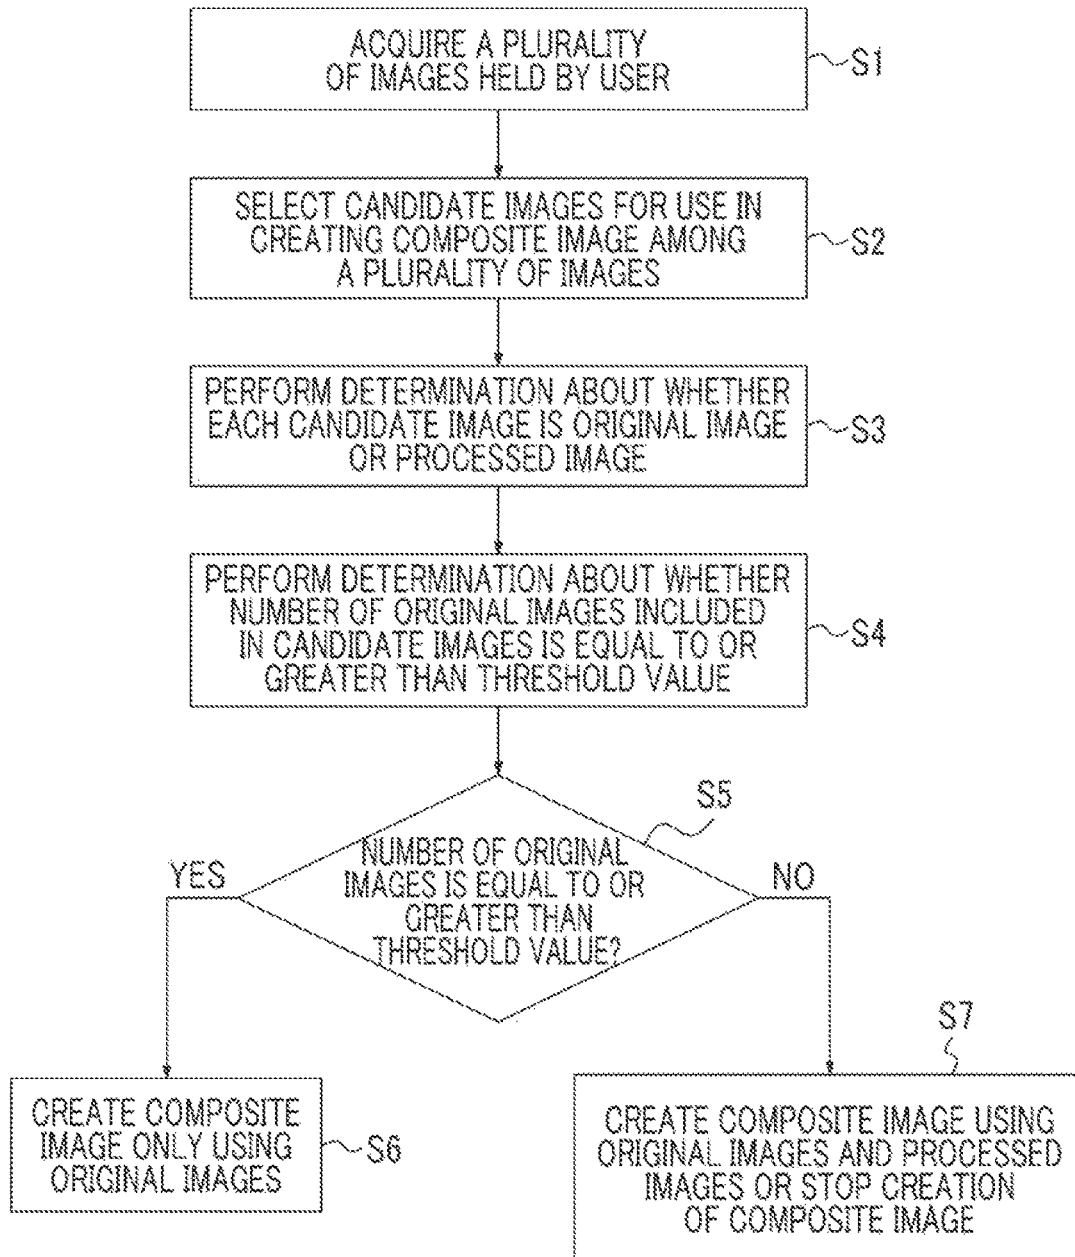 ACQUIRE A PLURALITY
OF IMAGES HELD BY USER
S1
SELECT CANDIDATE IMAGES FOR USE IN
CREATING COMPOSITE IMAGE AMONG
A PLURALITY OF IMAGES
S2
PERFORM DETERMINATION ABOUT WHETHER
EACH CANDIDATE IMAGE IS ORIGINAL IMAGE
OR PROCESSED IMAGE
S3
PERFORM DETERMINATION ABOUT WHETHER
NUMBER OF ORIGINAL IMAGES INCLUDED
IN CANDIDATE IMAGES IS EQUAL TO OR
GREATER THAN THRESHOLD VALUE
S4
S5
NUMBER OF ORIGINAL
IMAGES IS EQUAL TO OR
GREATER THAN
THRESHOLD VALUE?
YES
NO
CREATE COMPOSITE
IMAGE ONLY USING
ORIGINAL IMAGES
S6
S7
CREATE COMPOSITE IMAGE USING
ORIGINAL IMAGES AND PROCESSED
IMAGES OR STOP CREATION
OF COMPOSITE IMAGE